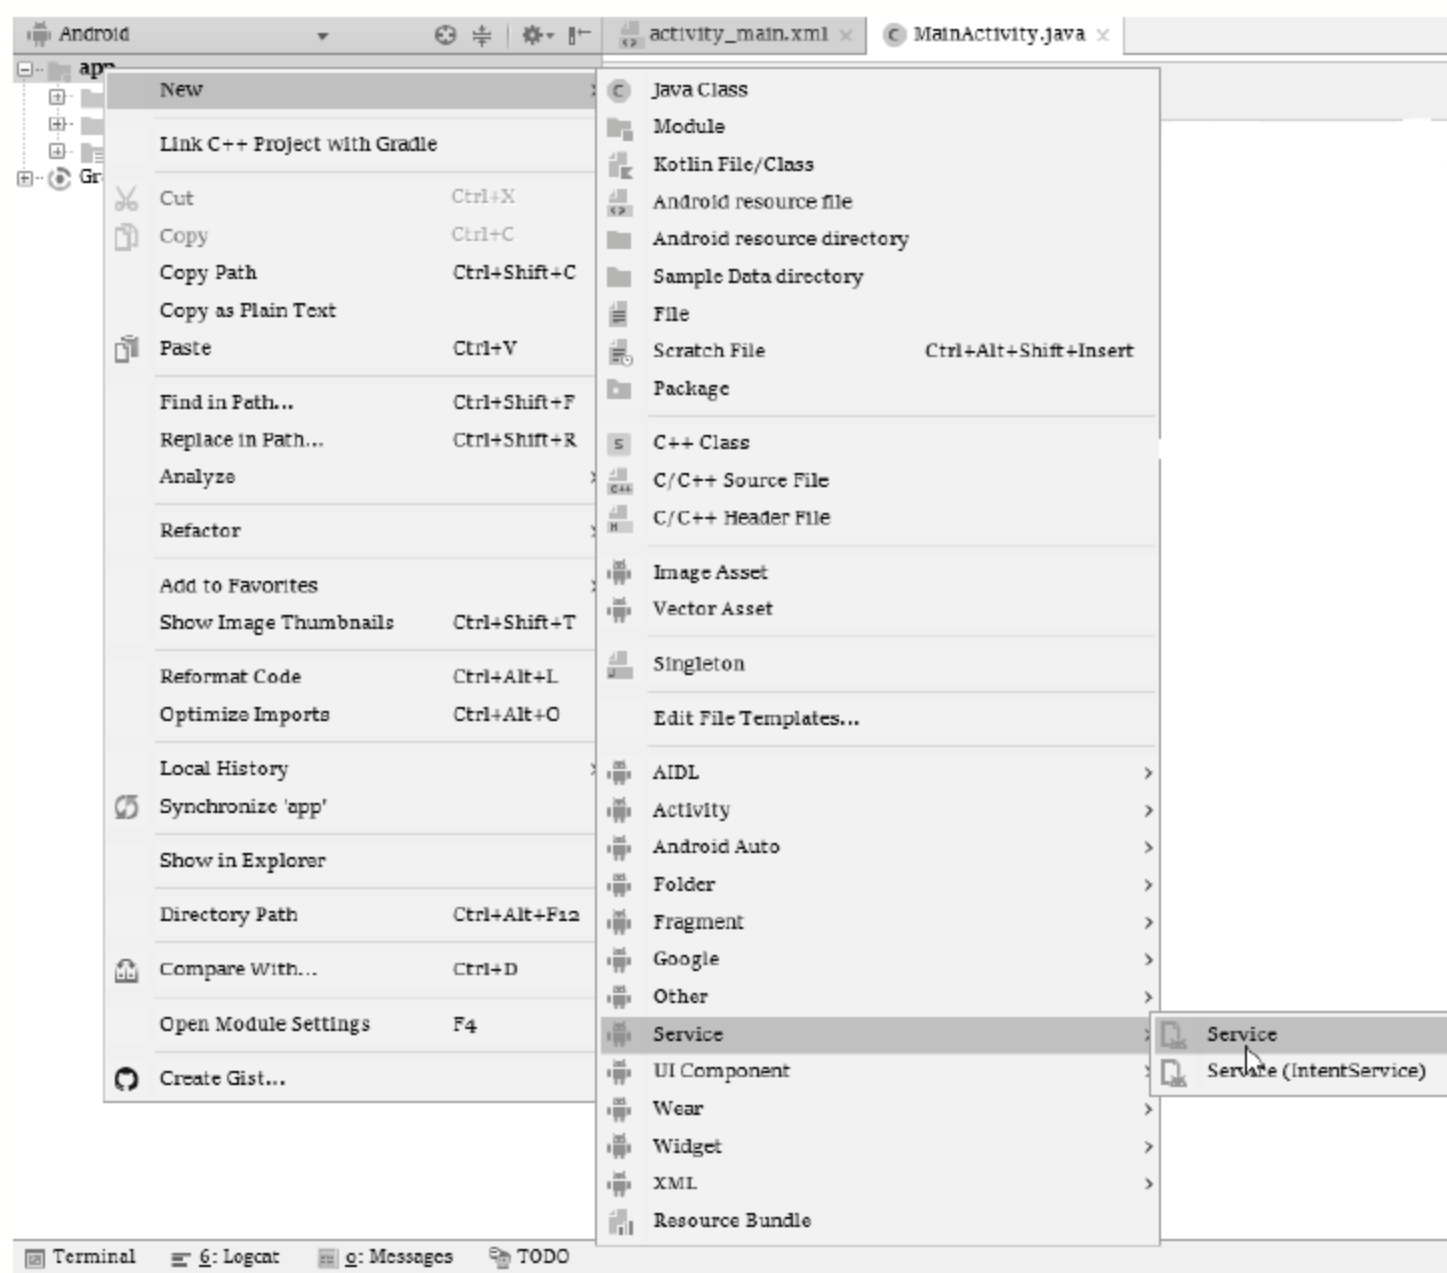 Android
activity_main.xml
MainActivity.java
app
Gr
New
Link C++ Project with Gradle
Cut Ctrl+X
Copy Ctrl+C
Copy Path Ctrl+Shift+C
Copy as Plain Text
Paste Ctrl+V
Find in Path... Ctrl+Shift+F
Replace in Path... Ctrl+Shift+R
Analyze
Refactor
Add to Favorites
Show Image Thumbnails Ctrl+Shift+T
Reformat Code Ctrl+Alt+L
Optimize Imports Ctrl+Alt+O
Local History
Synchronize 'app'
Show in Explorer
Directory Path Ctrl+Alt+F12
Compare With... Ctrl+D
Open Module Settings F4
Create Gist...
Java Class
Module
Kotlin File/Class
Android resource file
Android resource directory
Sample Data directory
File
Scratch File Ctrl+Alt+Shift+Insert
Package
C++ Class
C/C++ Source File
C/C++ Header File
Image Asset
Vector Asset
Singleton
Edit File Templates...
AIDL
Activity
Android Auto
Folder
Fragment
Google
Other
Service
UI Component
Wear
Widget
XML
Resource Bundle
Service
Service (IntentService)
Terminal
6: Logcat
0: Messages
TODO